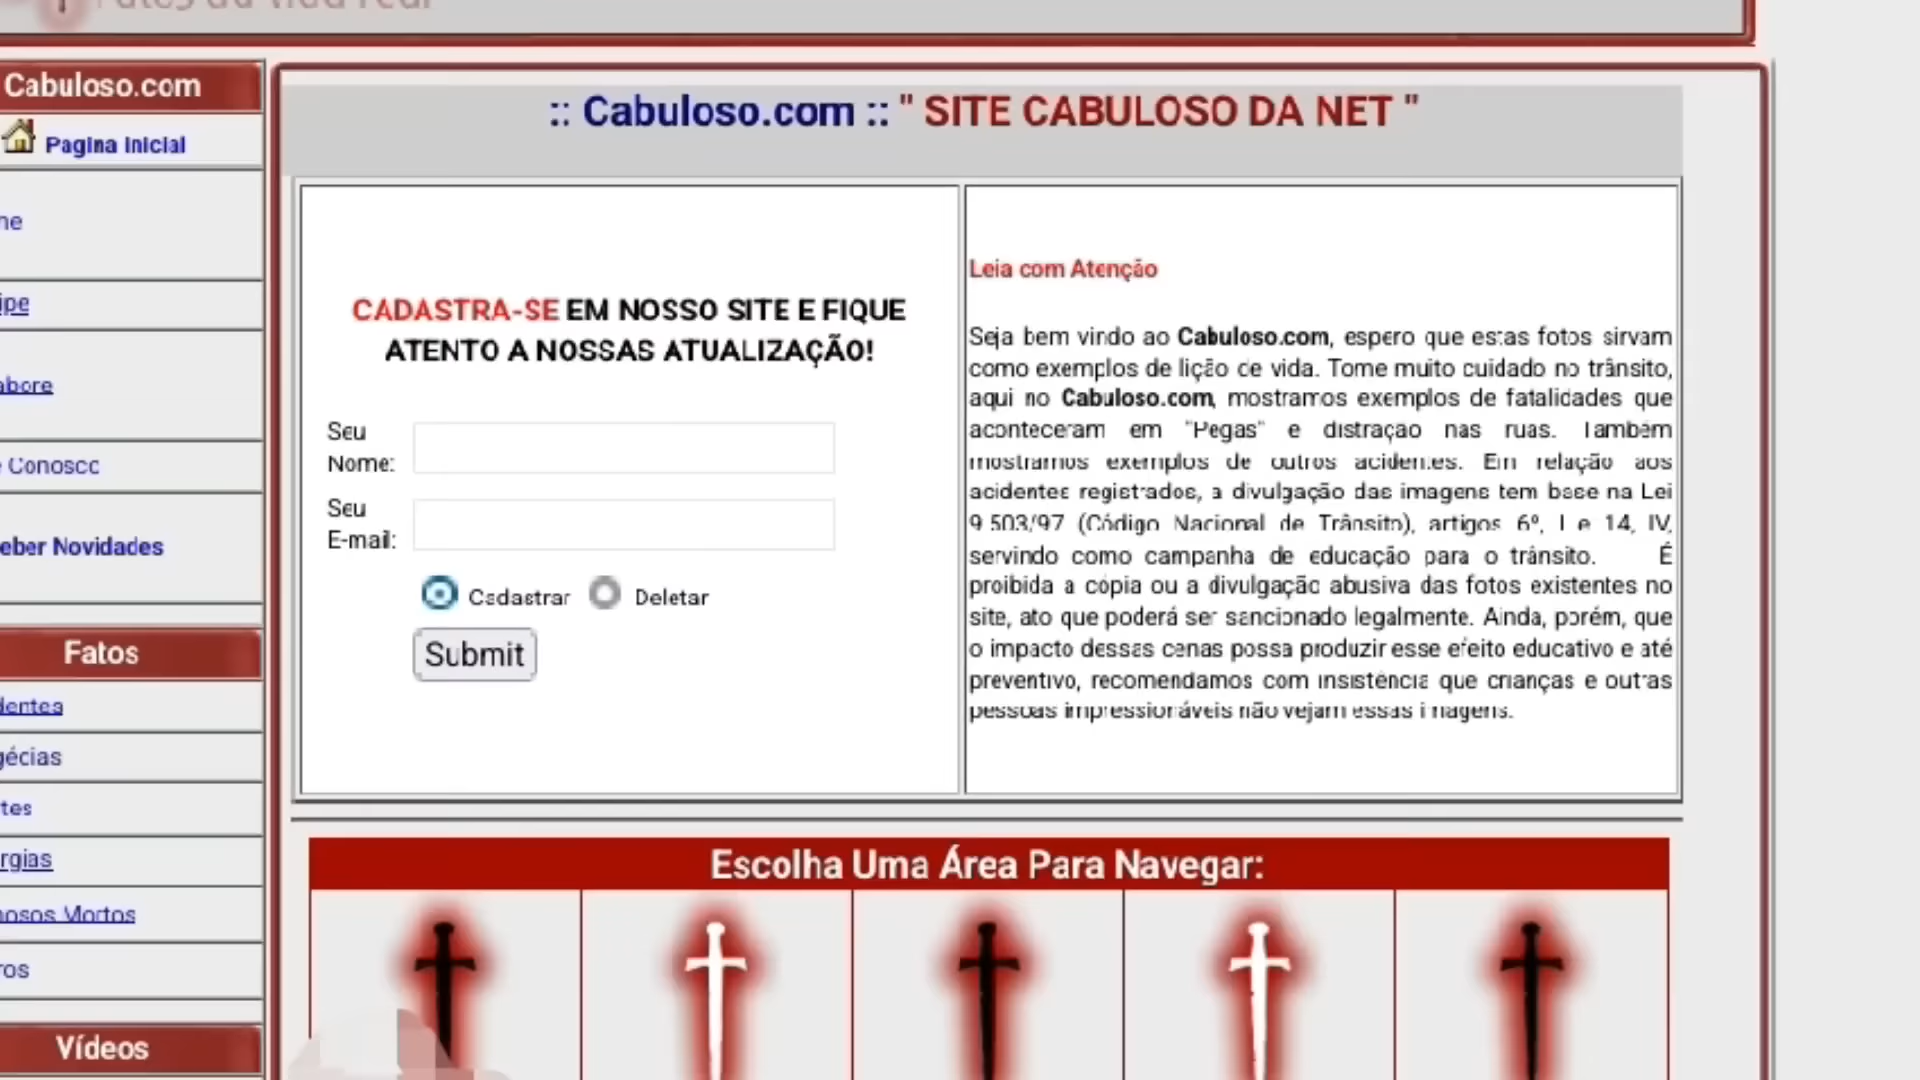 Cabuloso.com
Pagina Inicial
Conosco
Novidades
Fatos
Mortos
Vídeos
:: Cabuloso.com :: " SITE CABULOSO DA NET "
CADASTRA-SE EM NOSSO SITE E FIQUE
ATENTO A NOSSAS ATUALIZAÇÃO!
Seu
Nome:
Seu
E-mail:
Cadastrar Deletar
Submit
Leia com Atenção
Seja bem vindo ao Cabuloso.com, espero que estas fotos sirvam
como exemplos de lição de vida. Tome muito cuidado no trânsito,
aqui no Cabuloso.com, mostramos exemplos de fatalidades que
aconteceram em "Pegas" e distração nas ruas. Também
mostramos exemplos de outros acidentes. Em relação aos
acidentes registrados, a divulgação das imagens tem base na Lei
9.503/97 (Código Nacional de Trânsito), artigos 6º, I e 14, IV,
servindo como campanha de educação para o trânsito. É
proibida a cópia ou a divulgação abusiva das fotos existentes no
site, ato que poderá ser sancionado legalmente. Ainda, porém, que
o impacto dessas cenas possa produzir esse efeito educativo e até
preventivo, recomendamos com insistência que crianças e outras
pessoas impressionáveis não vejam essas imagens.
Escolha Uma Área Para Navegar: